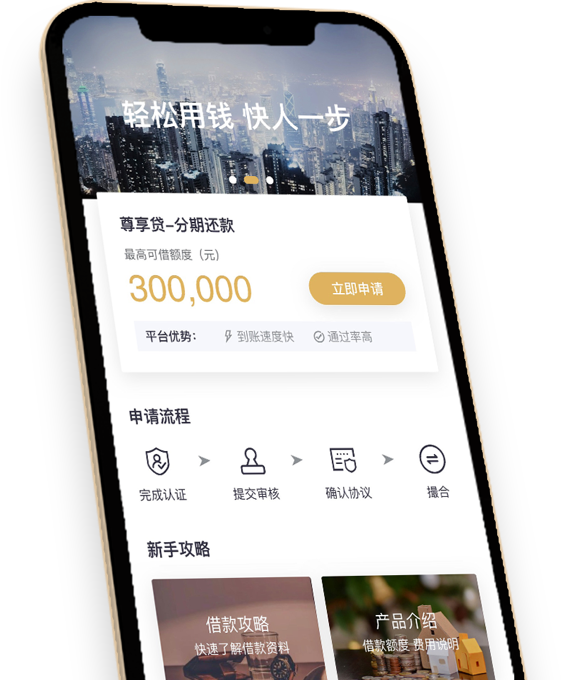 轻松用钱 快人一步
尊享贷-分期还款
最高可借额度（元）
300,000
立即申请
平台优势： 到账速度快 通过率高
申请流程
完成认证 提交审核 确认协议 撮合
新手攻略
借款攻略
快速了解借款资料
产品介绍
借款额度 费用说明